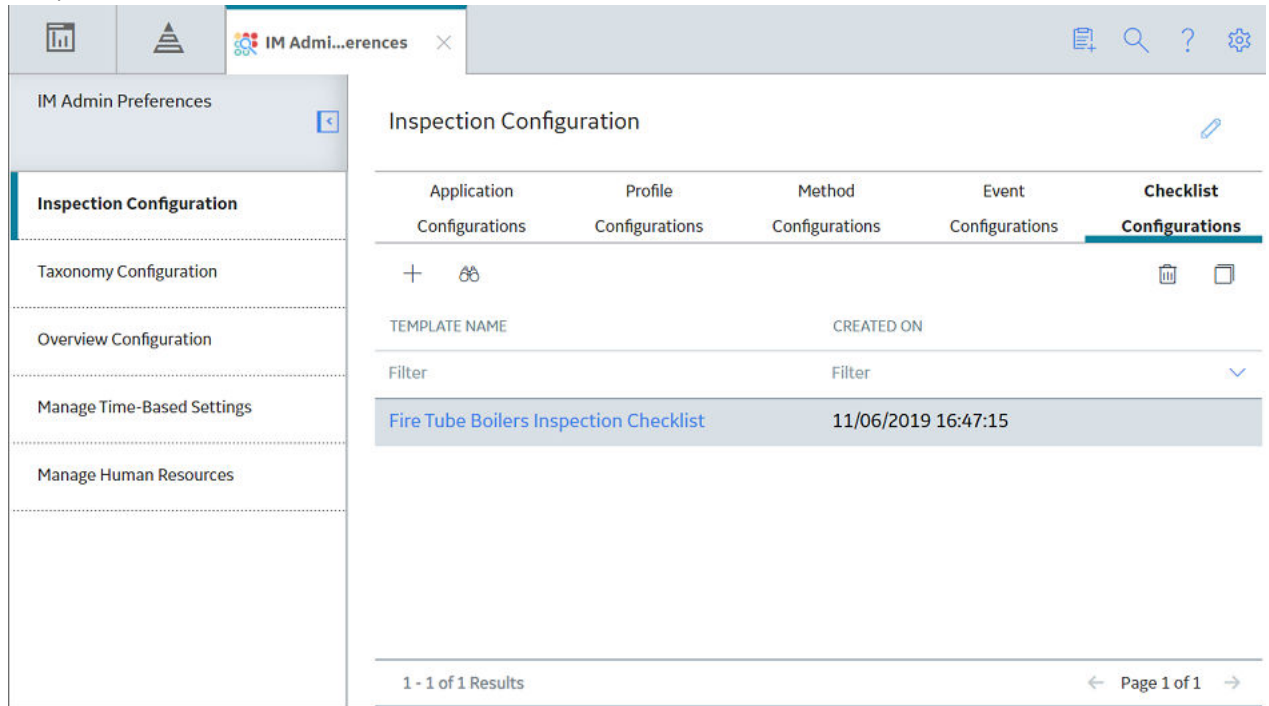 IM Admi...erences
IM Admin Preferences
Inspection Configuration
Taxonomy Configuration
Overview Configuration
Manage Time-Based Settings
Manage Human Resources
Inspection Configuration
Application Configurations
Profile Configurations
Method Configurations
Event Configurations
Checklist Configurations
TEMPLATE NAME CREATED ON
Filter Filter
Fire Tube Boilers Inspection Checklist 11/06/2019 16:47:15
1 - 1 of 1 Results Page 1 of 1